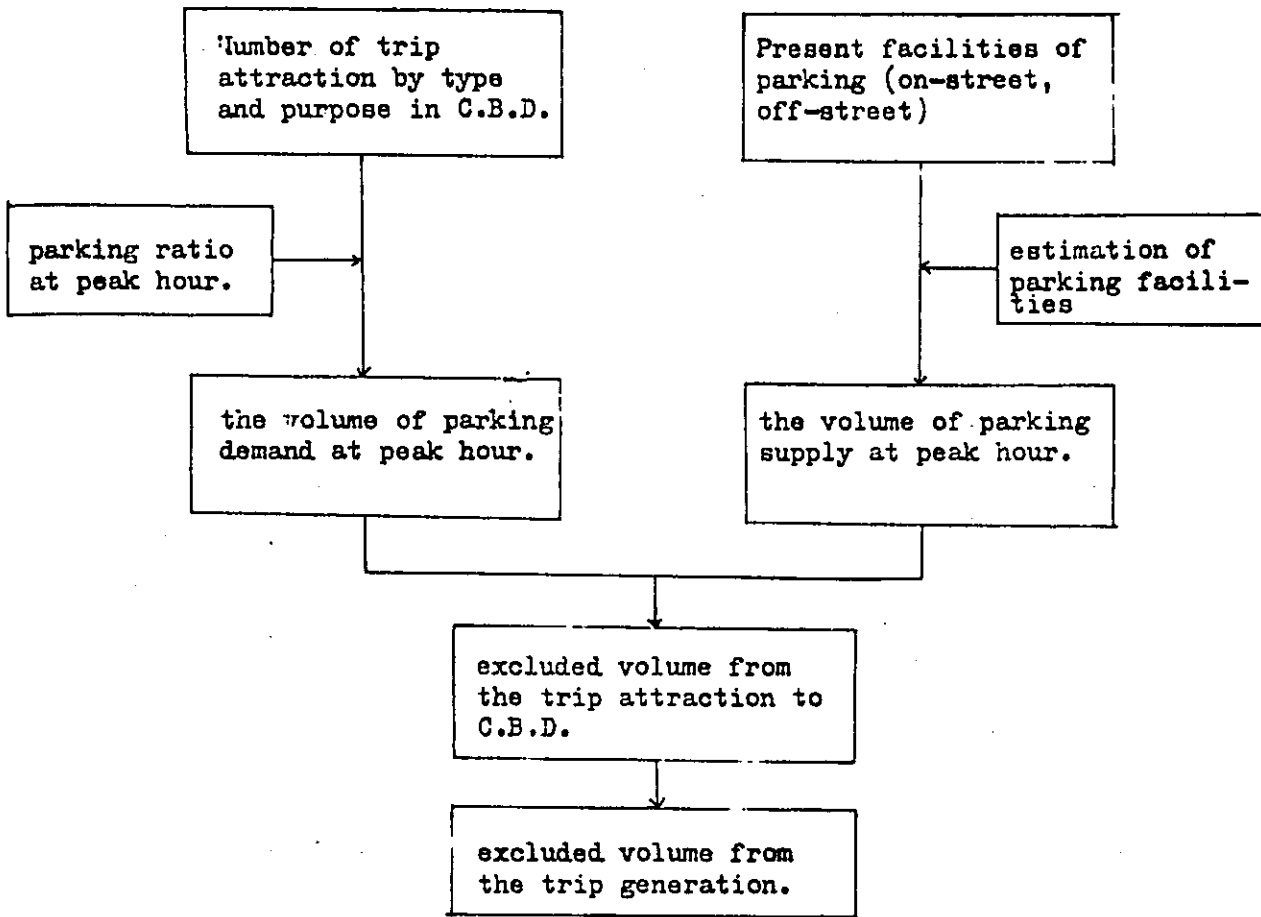 Number of trip
attraction by type
and purpose in C.B.D.
Present facilities of
parking (on-street,
off-street)
parking ratio
at peak hour.
estimation of
parking facili-
ties
the volume of parking
demand at peak hour.
the volume of parking
supply at peak hour.
excluded volume from
the trip attraction to
C.B.D.
excluded volume from
the trip generation.